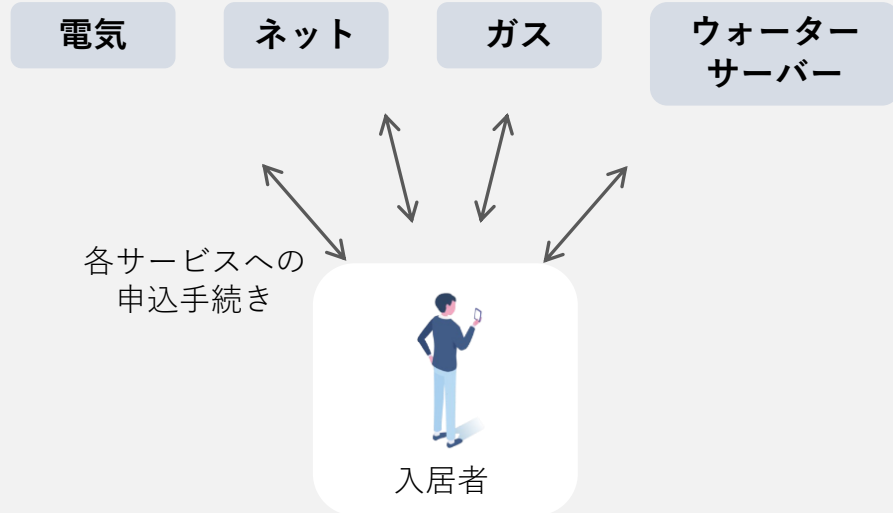 電気
ネット
ガス
ウォーター
サーバー
各サービスへの
申込手続き
入居者